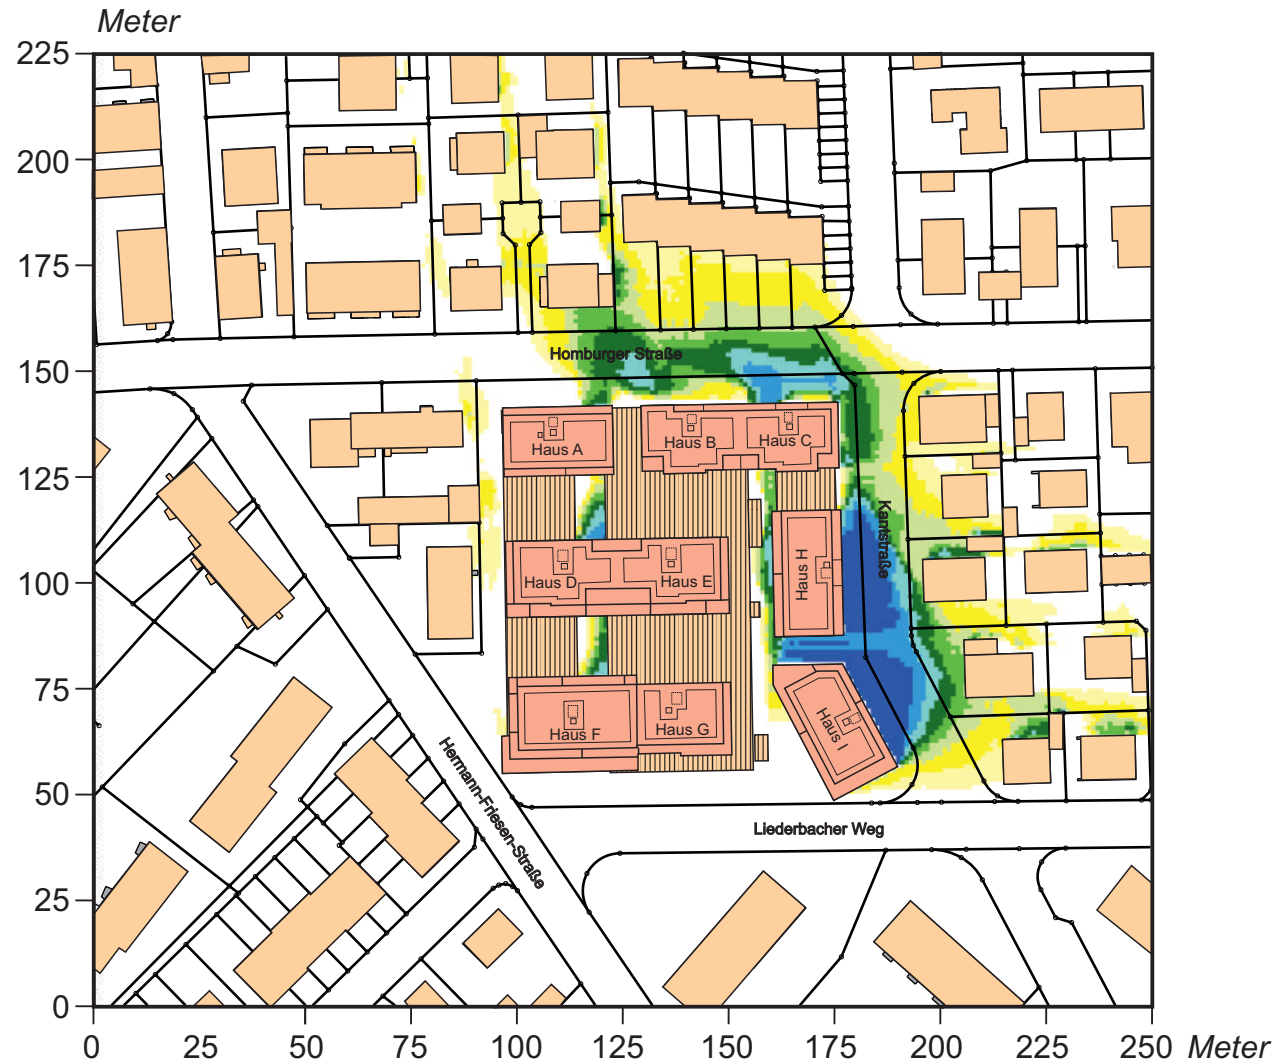 Meter
225
200
175
150
125
100
75
50
25
0
Homburger Straße
Haus A
Haus B
Haus C
Haus D
Haus E
Haus H
Kantstraße
Haus F
Haus G
Haus I
Hermann-Friesen-Straße
Liederbacher Weg
0 25 50 75 100 125 150 175 200 225 250 Meter